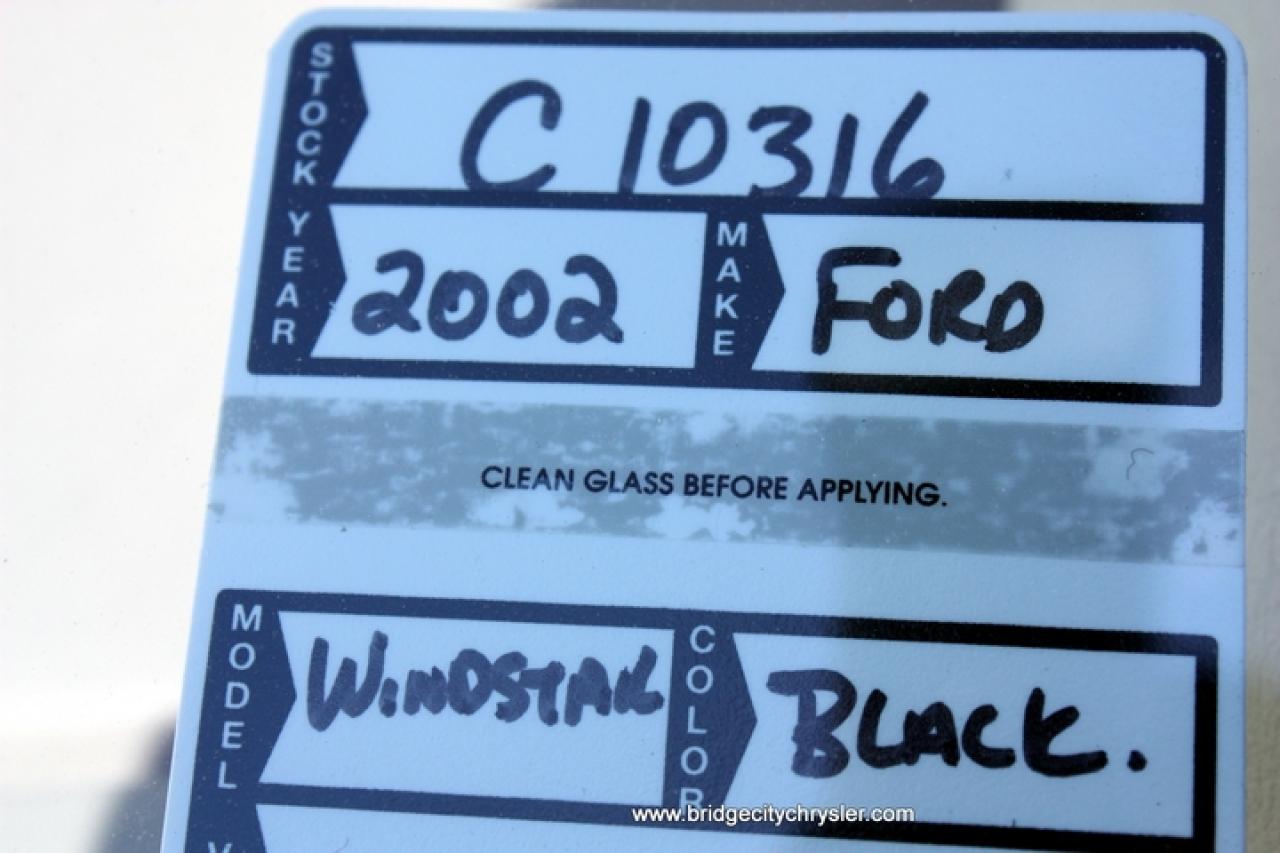 STOCK C 10316
YEAR 2002 MAKE FORD
CLEAN GLASS BEFORE APPLYING.
MODEL WINDSTAR COLOR BLACK.
www.bridgecitychrysler.com